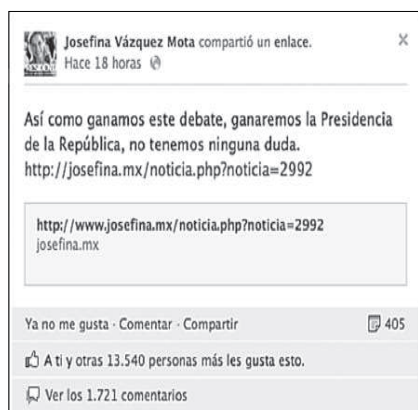 Josefina Vázquez Mota compartió un enlace.
Hace 18 horas
Así como ganamos este debate, ganaremos la Presidencia
de la República, no tenemos ninguna duda.
http://josefina.mx/noticia.php?noticia=2992
http://www.josefina.mx/noticia.php?noticia=2992
josefina.mx
Ya no me gusta · Comentar · Compartir 405
A ti y otras 13.540 personas más les gusta esto.
Ver los 1.721 comentarios